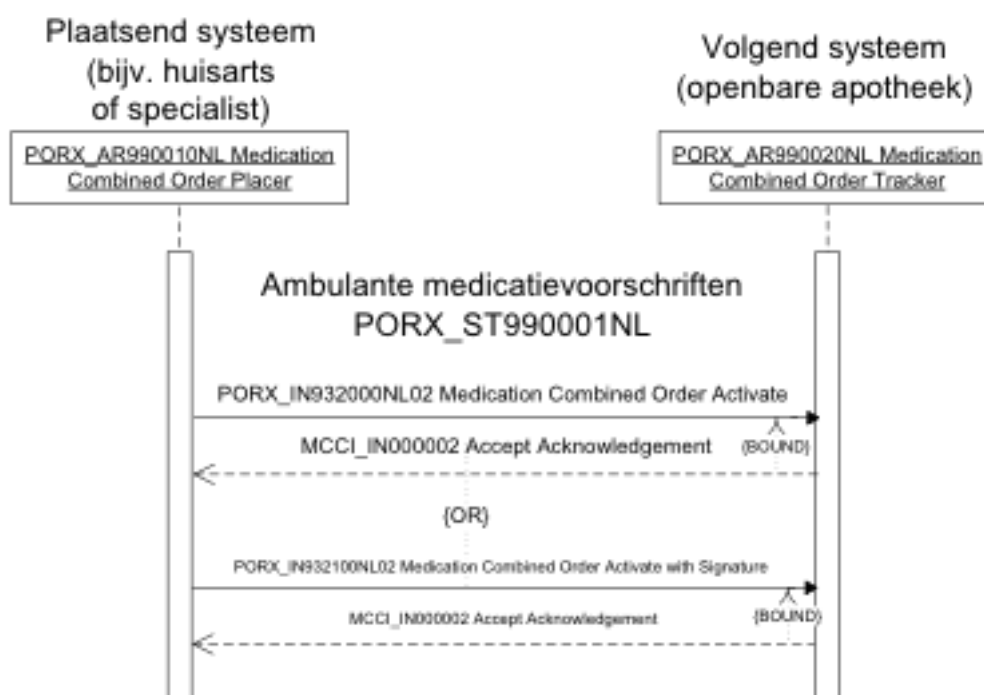 Plaatsend systeem
(bijv. huisarts
of specialist)
Volgend systeem
(openbare apotheek)
PORX_AR990010NL Medication
Combined Order Placer
PORX_AR990020NL Medication
Combined Order Tracker
Ambulante medicatievoorschriften
PORX_ST990001NL
PORX_IN932000NL02 Medication Combined Order Activate
MCCI_IN000002 Accept Acknowledgement
{BOUND}
{OR}
PORX_IN932100NL02 Medication Combined Order Activate with Signature
MCCI_IN000002 Accept Acknowledgement
{BOUND}